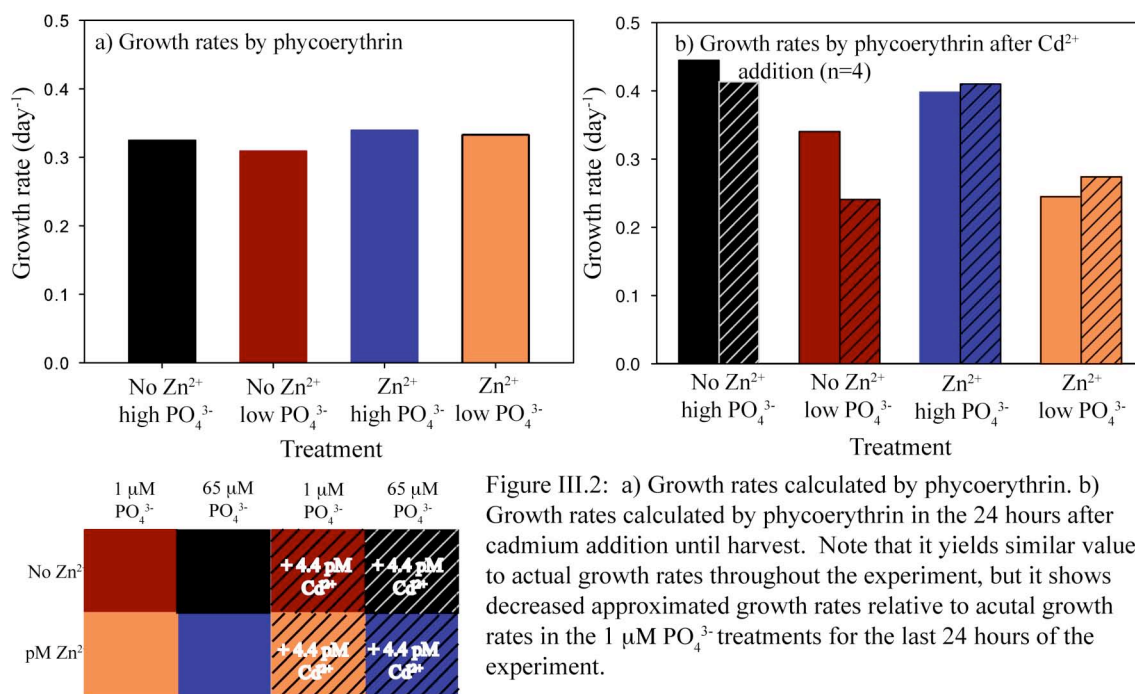 a) Growth rates by phycoerythrin
Growth rate (day⁻¹)
0.5
0.4
0.3
0.2
0.1
0.0
No Zn²⁺ high PO₄³⁻
No Zn²⁺ low PO₄³⁻
Zn²⁺ high PO₄³⁻
Zn²⁺ low PO₄³⁻
Treatment
b) Growth rates by phycoerythrin after Cd²⁺
addition (n=4)
Growth rate (day⁻¹)
0.5
0.4
0.3
0.2
0.1
0.0
No Zn²⁺ high PO₄³⁻
No Zn²⁺ low PO₄³⁻
Zn²⁺ high PO₄³⁻
Zn²⁺ low PO₄³⁻
Treatment
1 μM PO₄³⁻
65 μM PO₄³⁻
1 μM PO₄³⁻
65 μM PO₄³⁻
No Zn²
+ 4.4 pM Cd²⁺
+ 4.4 pM Cd²⁺
pM Zn²
+ 4.4 pM Cd²⁺
+ 4.4 pM Cd²⁺
Figure III.2: a) Growth rates calculated by phycoerythrin. b)
Growth rates calculated by phycoerythrin in the 24 hours after
cadmium addition until harvest. Note that it yields similar value
to actual growth rates throughout the experiment, but it shows
decreased approximated growth rates relative to acutal growth
rates in the 1 μM PO₄³⁻ treatments for the last 24 hours of the
experiment.